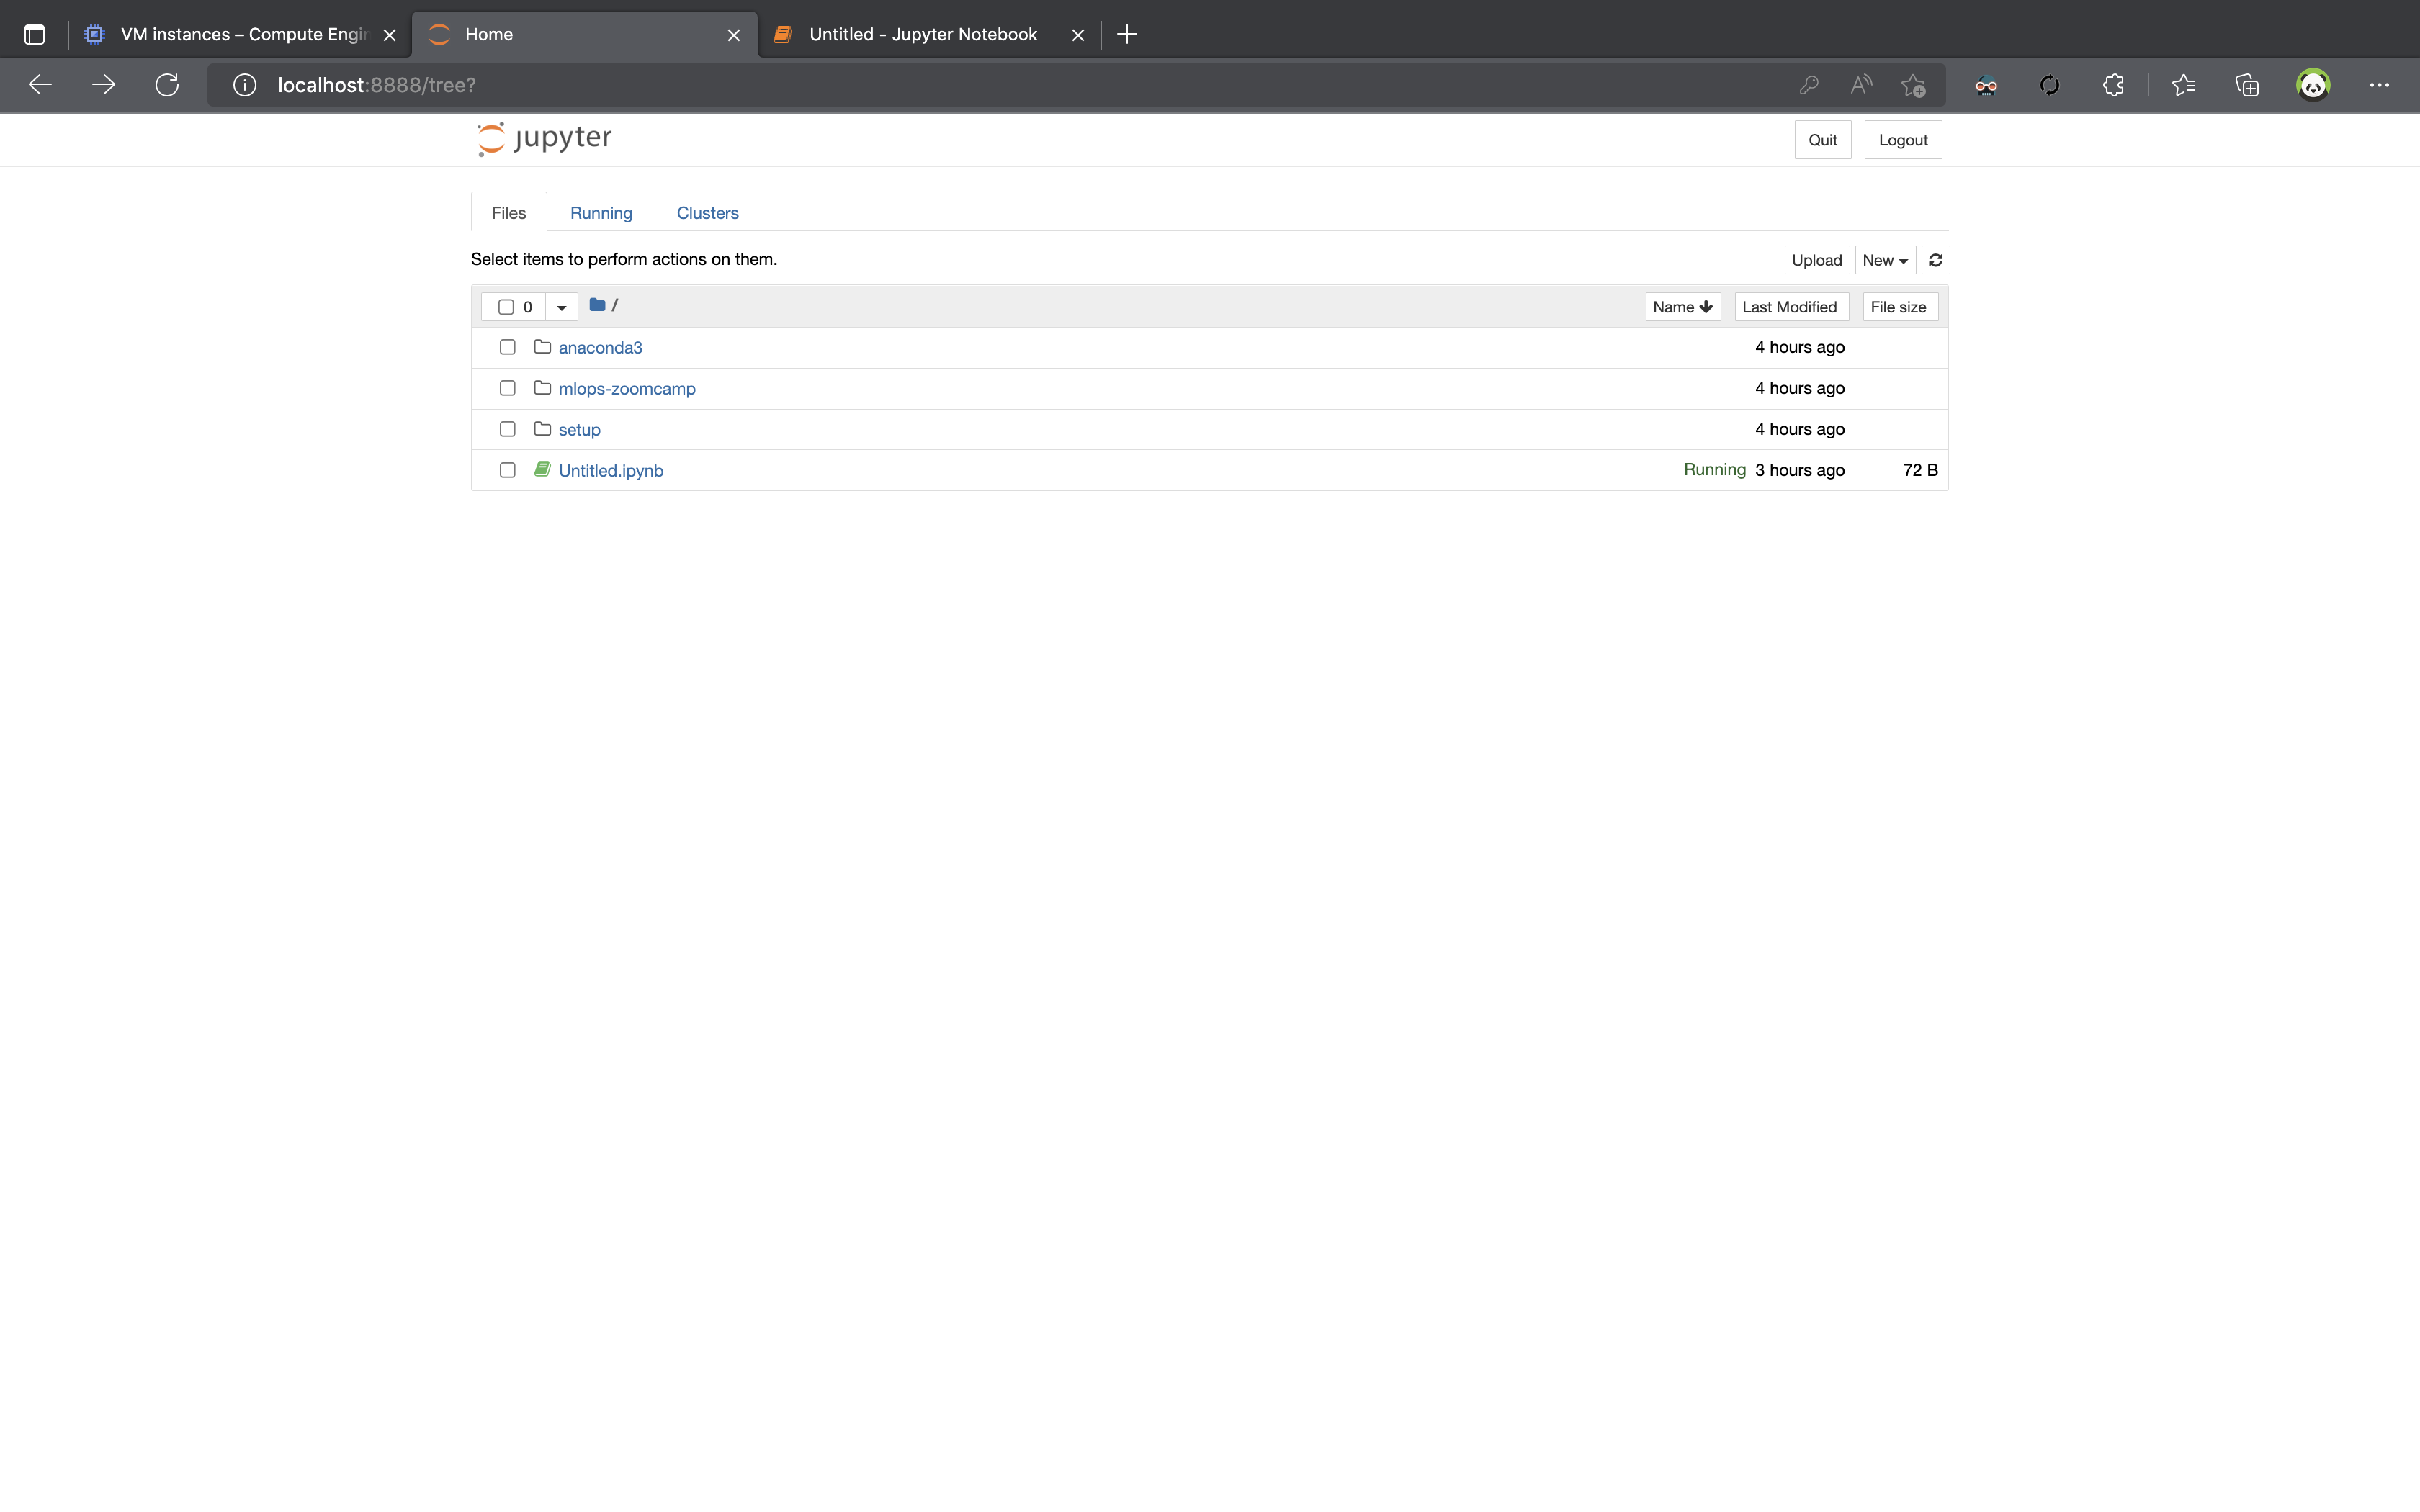 VM instances – Compute Engin
Home
Untitled - Jupyter Notebook
localhost:8888/tree?
jupyter
Quit
Logout
Files
Running
Clusters
Select items to perform actions on them.
Upload
New
0
/
Name
Last Modified
File size
anaconda3 4 hours ago
mlops-zoomcamp 4 hours ago
setup 4 hours ago
Untitled.ipynb Running 3 hours ago 72 B